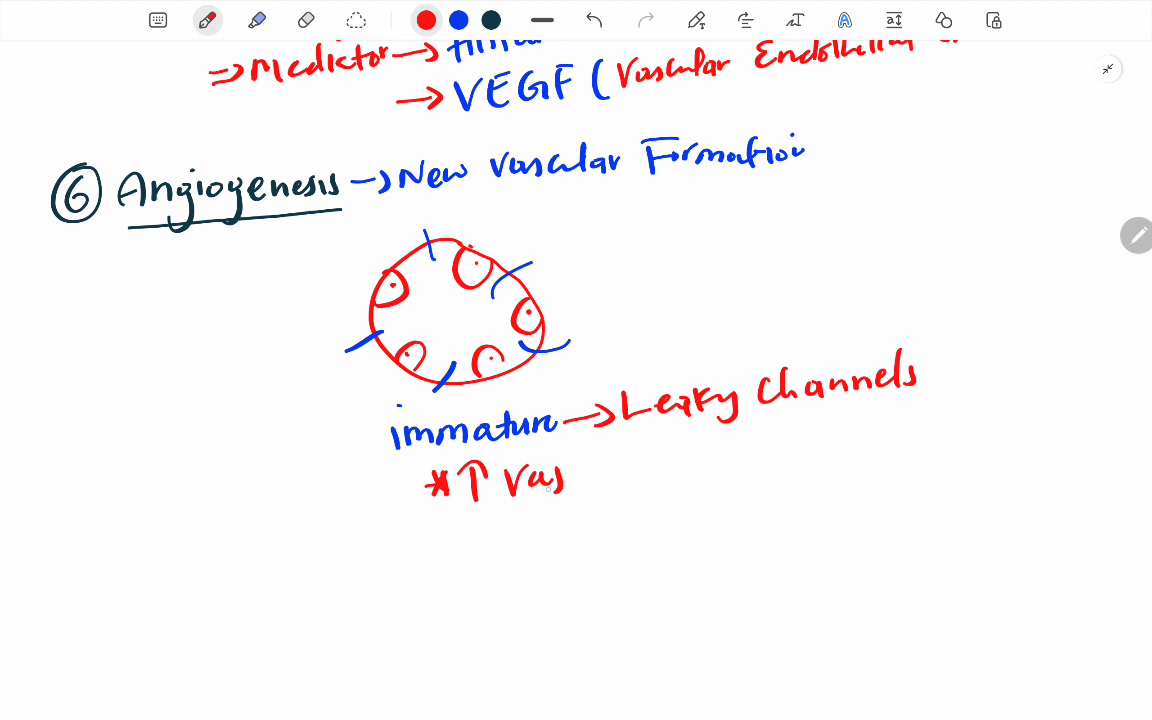 ⇒ Mediator →
→ VEGF ( Vascular Endothelial
⑥ Angiogenesis → New Vascular Formation
immature → Leaky Channels
* ↑ Vas